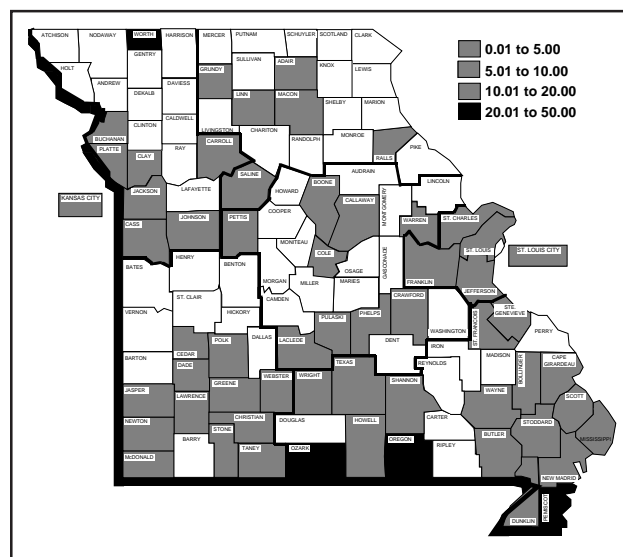 ATCHISON
NODAWAY
WORTH
HARRISON
MERCER
PUTNAM
SCHUYLER
SCOTLAND
CLARK
HOLT
GENTRY
SULLIVAN
ADAIR
KNOX
LEWIS
GRUNDY
ANDREW
DAVIESS
DEKALB
LINN
MACON
SHELBY
MARION
CALDWELL
CLINTON
LIVINGSTON
CHARITON
RANDOLPH
MONROE
RALLS
PIKE
BUCHANAN
PLATTE
CLAY
RAY
CARROLL
SALINE
HOWARD
BOONE
AUDRAIN
LINCOLN
KANSAS CITY
JACKSON
LAFAYETTE
COOPER
CALLAWAY
MONTGOMERY
WARREN
ST. CHARLES
CASS
JOHNSON
PETTIS
MONITEAU
COLE
OSAGE
GASCONADE
FRANKLIN
ST. LOUIS
ST. LOUIS CITY
BATES
HENRY
BENTON
MORGAN
MILLER
MARIES
JEFFERSON
ST. CLAIR
CAMDEN
CRAWFORD
WASHINGTON
ST. FRANCOIS
STE.
GENEVIEVE
PERRY
VERNON
HICKORY
PULASKI
PHELPS
DENT
IRON
BARTON
CEDAR
POLK
DALLAS
LACLEDE
TEXAS
REYNOLDS
MADISON
BOLLINGER
CAPE
GIRARDEAU
DADE
JASPER
LAWRENCE
GREENE
WEBSTER
WRIGHT
SHANNON
WAYNE
SCOTT
NEWTON
CHRISTIAN
DOUGLAS
HOWELL
CARTER
BUTLER
STODDARD
MISSISSIPPI
McDONALD
BARRY
STONE
TANEY
OZARK
OREGON
RIPLEY
NEW MADRID
DUNKLIN
PEMISCOT
0.01 to 5.00
5.01 to 10.00
10.01 to 20.00
20.01 to 50.00